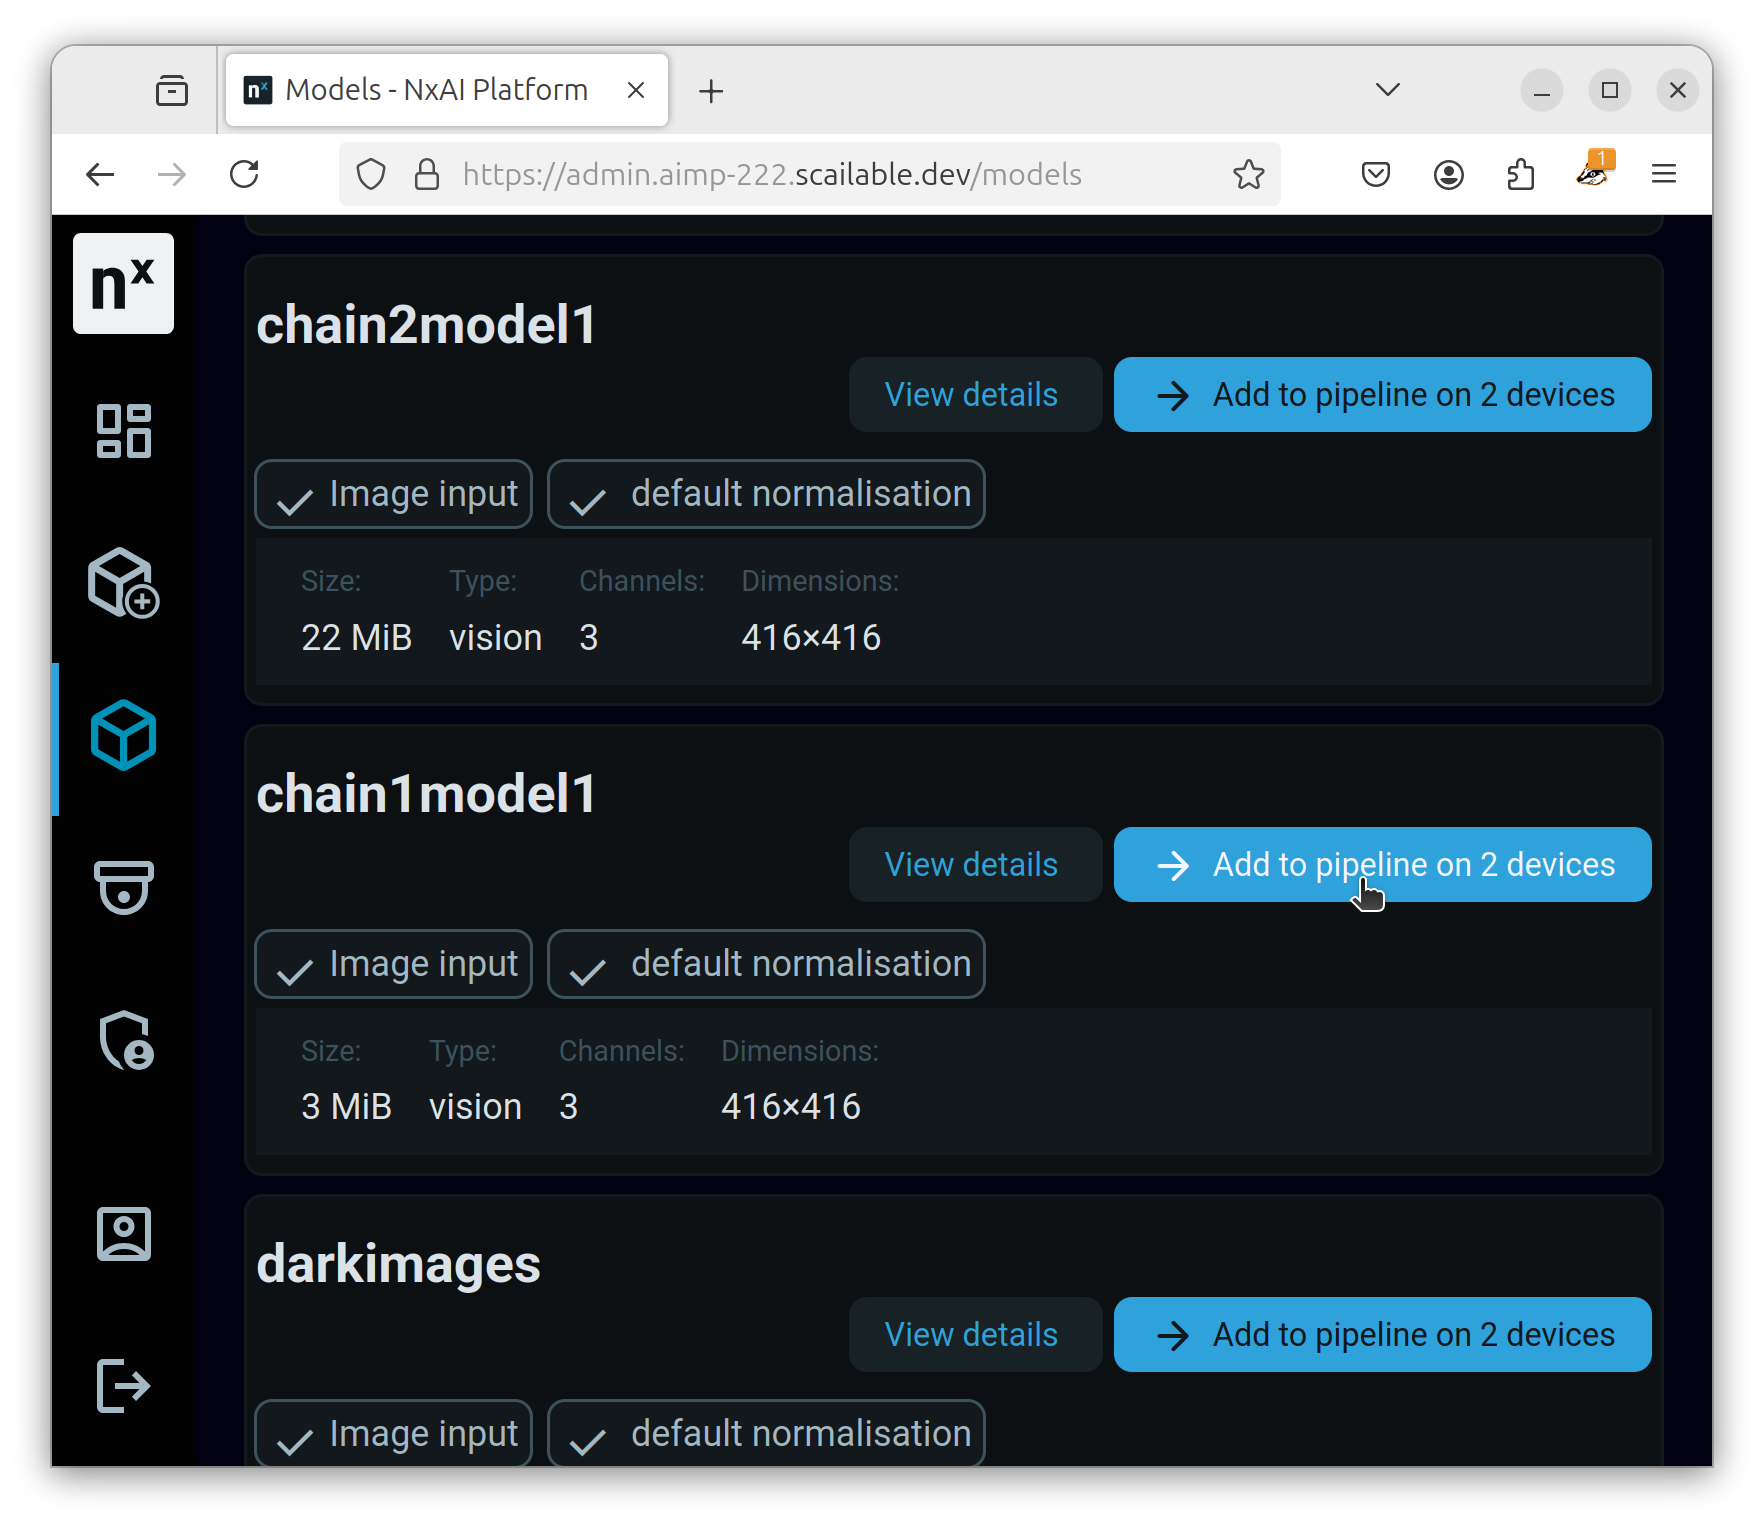 nx Models - NxAI Platform
https://admin.aimp-222.scailable.dev/models
1
nx
chain2model1
View details
Add to pipeline on 2 devices
Image input
default normalisation
Size: Type: Channels: Dimensions:
22 MiB vision 3 416×416
chain1model1
View details
Add to pipeline on 2 devices
Image input
default normalisation
Size: Type: Channels: Dimensions:
3 MiB vision 3 416×416
darkimages
View details
Add to pipeline on 2 devices
Image input
default normalisation